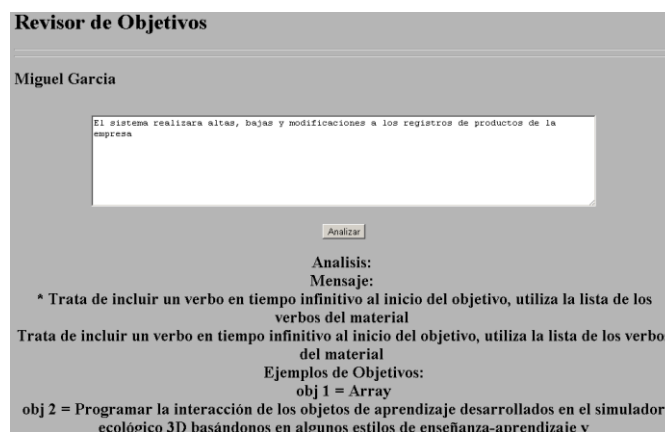 Revisor de Objetivos
Miguel Garcia
El sistema realizara altas, bajas y modificaciones a los registros de productos de la
empresa
Analizar
Analisis:
Mensaje:
* Trata de incluir un verbo en tiempo infinitivo al inicio del objetivo, utiliza la lista de los
verbos del material
Trata de incluir un verbo en tiempo infinitivo al inicio del objetivo, utiliza la lista de los verbos
del material
Ejemplos de Objetivos:
obj 1 = Array
obj 2 = Programar la interacción de los objetos de aprendizaje desarrollados en el simulador
ecológico 3D basándonos en algunos estilos de enseñanza-aprendizaje y